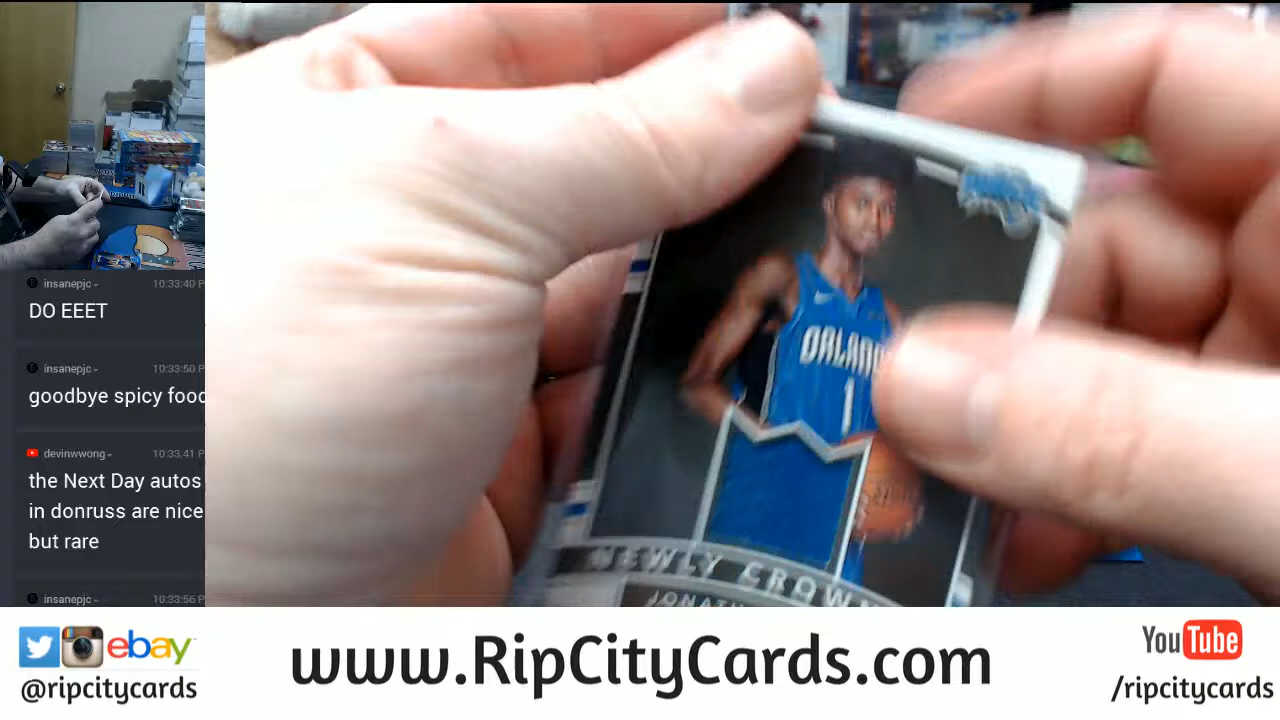 insanepjc
10:33:40 P
DO EEET
insanepjc
10:33:50 P
goodbye spicy food
devinwwong
10:33:41 P
the Next Day autos
in donruss are nice
but rare
insanepjc
10:33:56 P
ORLAN
1
NEWLY CROWN
JONATH
ebay
@ripcitycards
www.RipCityCards.com
YouTube
/ripcitycards